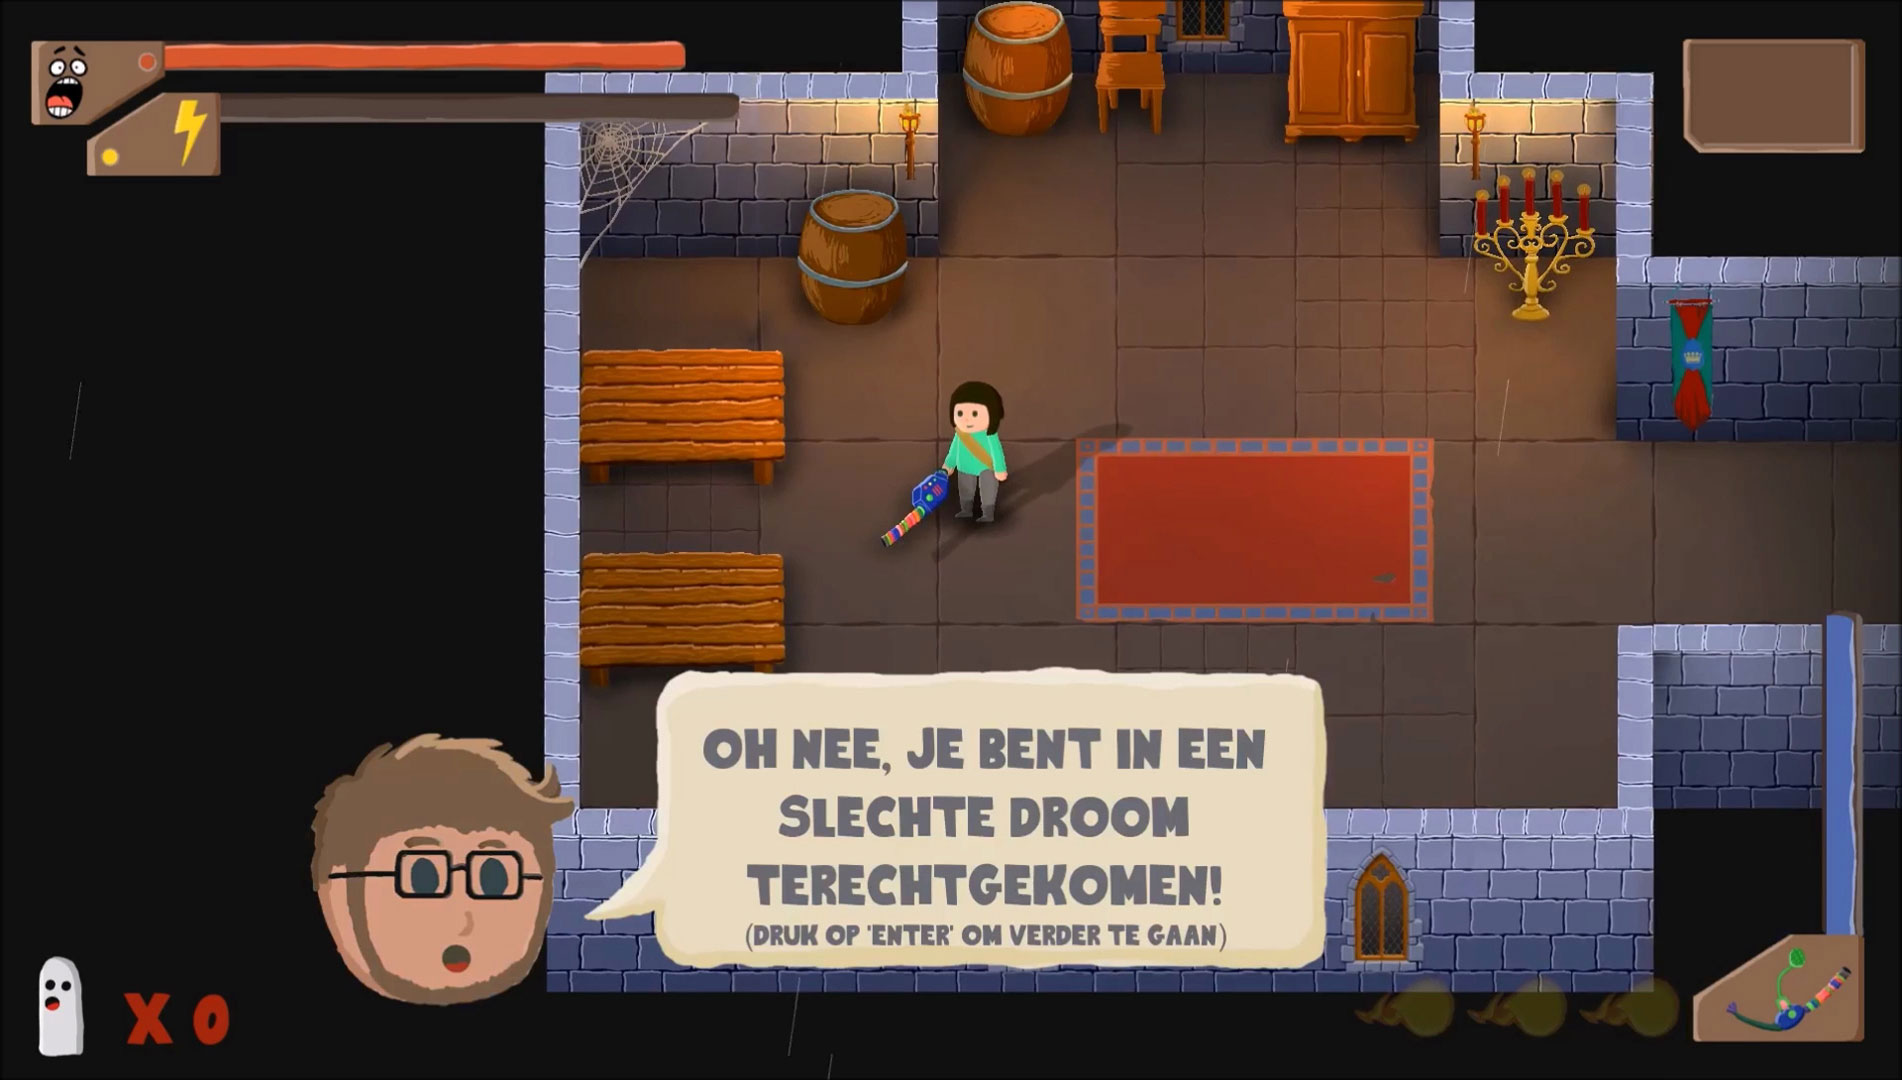 OH NEE, JE BENT IN EEN
SLECHTE DROOM
TERECHTGEKOMEN!
(DRUK OP 'ENTER' OM VERDER TE GAAN)
X 0